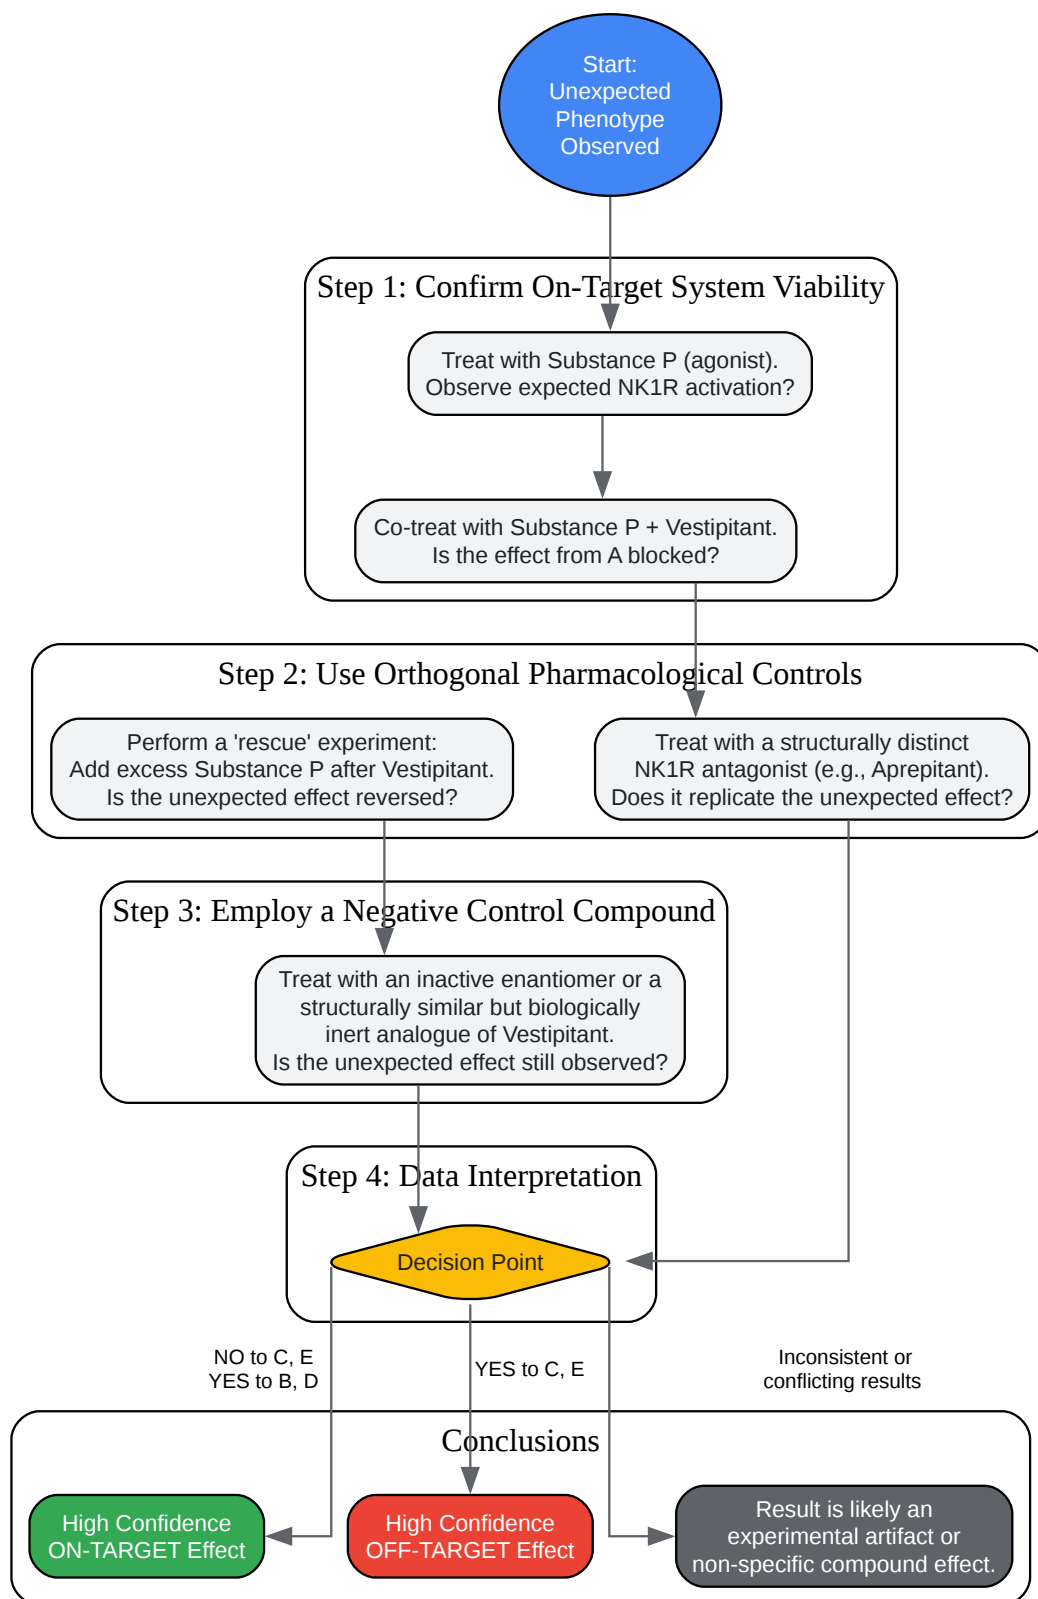 Start:
Unexpected
Phenotype
Observed
Step 1: Confirm On-Target System Viability
Treat with Substance P (agonist).
Observe expected NK1R activation?
Co-treat with Substance P + Vestipitant.
Is the effect from A blocked?
Step 2: Use Orthogonal Pharmacological Controls
Perform a 'rescue' experiment:
Add excess Substance P after Vestipitant.
Is the unexpected effect reversed?
Treat with a structurally distinct
NK1R antagonist (e.g., Aprepitant).
Does it replicate the unexpected effect?
Step 3: Employ a Negative Control Compound
Treat with an inactive enantiomer or a
structurally similar but biologically
inert analogue of Vestipitant.
Is the unexpected effect still observed?
Step 4: Data Interpretation
Decision Point
NO to C, E
YES to B, D
YES to C, E
Inconsistent or
conflicting results
Conclusions
High Confidence
ON-TARGET Effect
High Confidence
OFF-TARGET Effect
Result is likely an
experimental artifact or
non-specific compound effect.